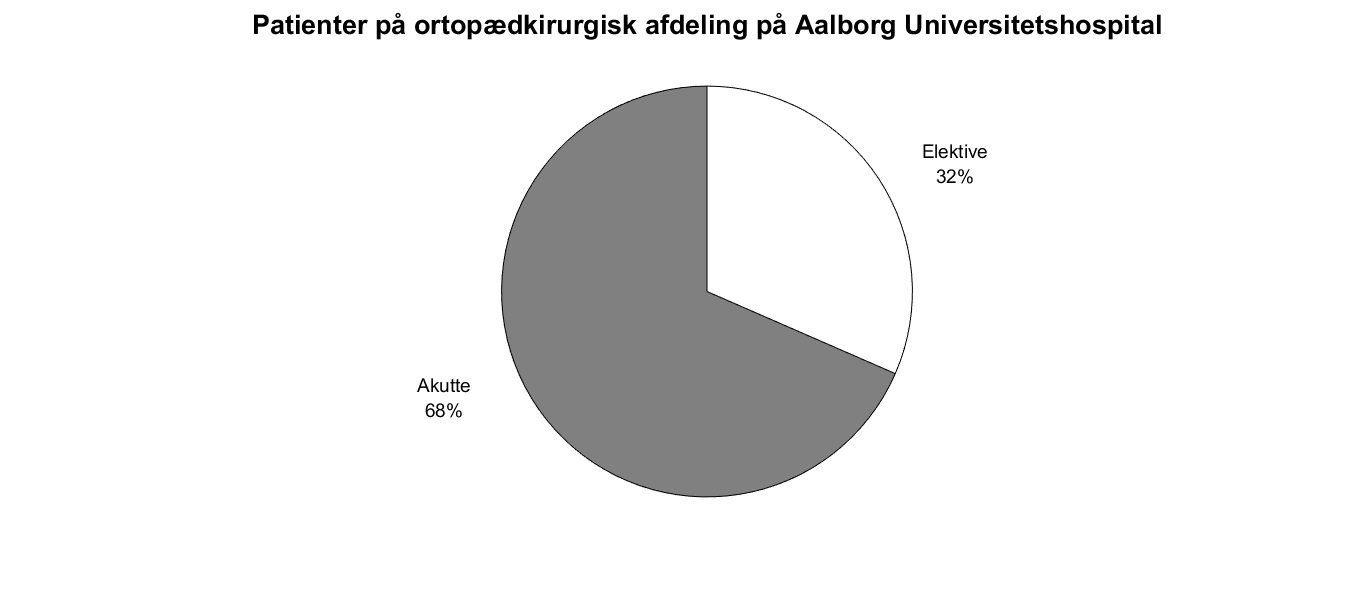 Patienter på ortopædkirurgisk afdeling på Aalborg Universitetshospital
Elektive
32%
Akutte
68%